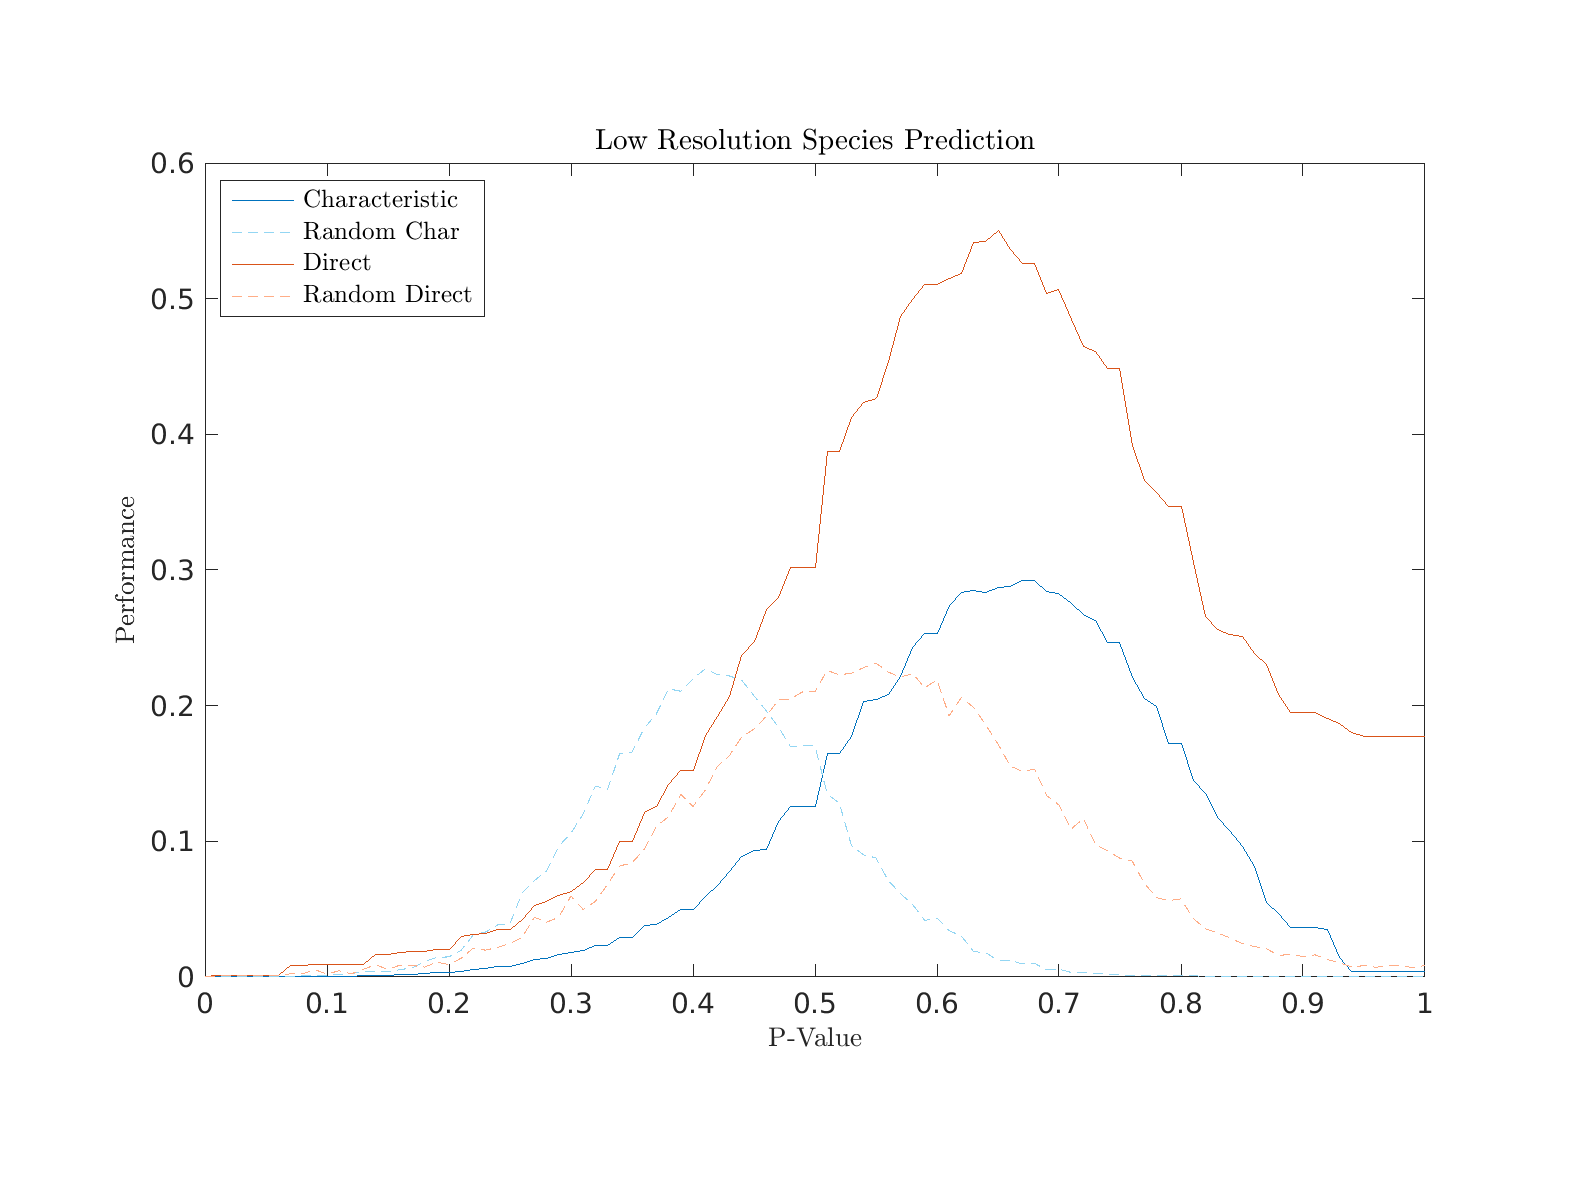 Low Resolution Species Prediction
0.6
0.5
0.4
0.3
0.2
0.1
0
Performance
Characteristic
Random Char
Direct
Random Direct
0 0.1 0.2 0.3 0.4 0.5 0.6 0.7 0.8 0.9 1
P-Value